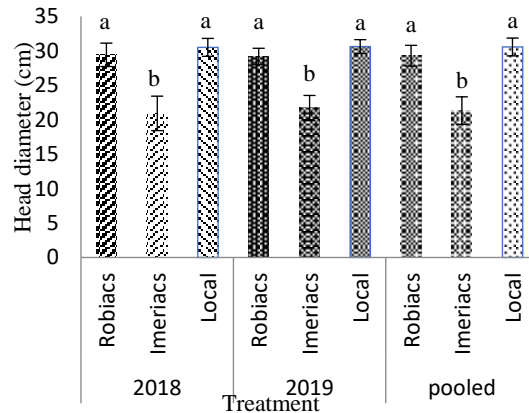 35
a a a a a a
30
b b b
25
20
15
10
5
0
Head diameter (cm)
Robiacs Imeriacs Local Robiacs Imeriacs Local Robiacs Imeriacs Local
2018 2019 pooled
Treatment